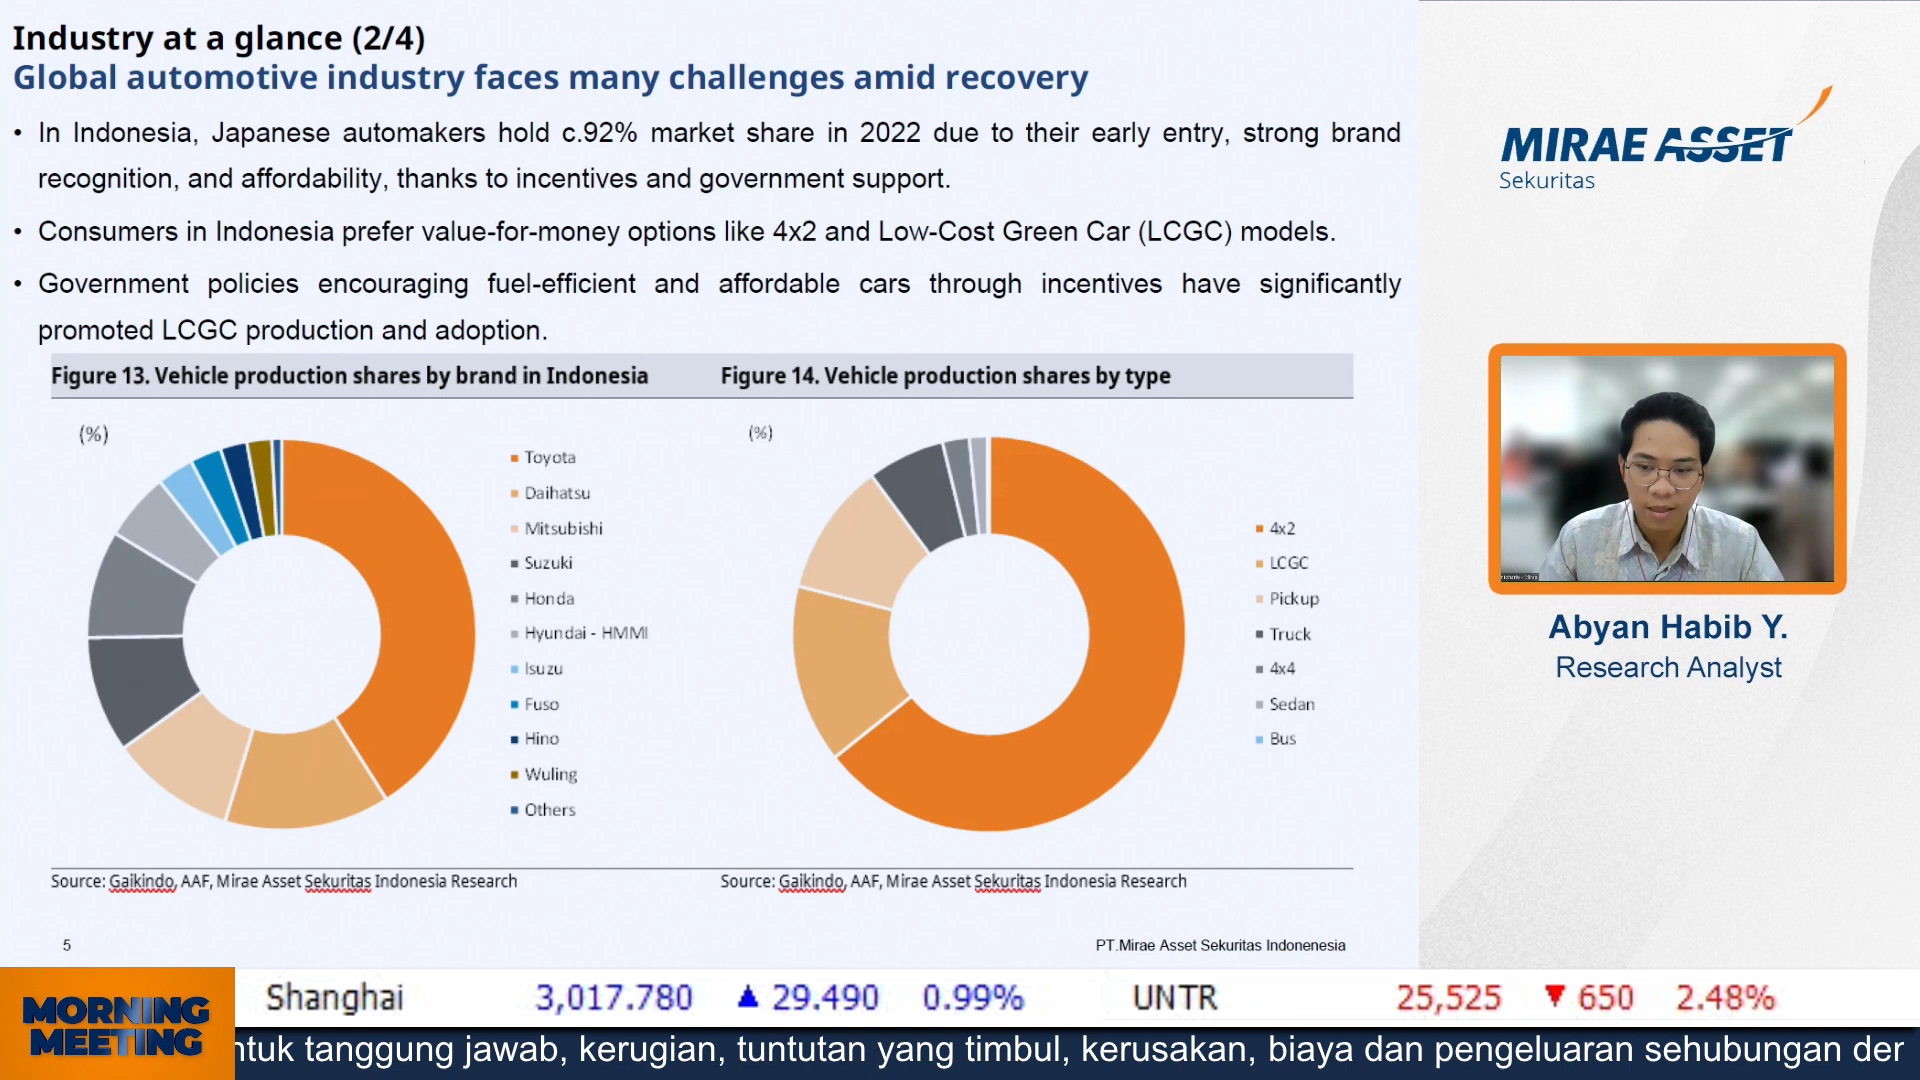 Industry at a glance (2/4)
Global automotive industry faces many challenges amid recovery
• In Indonesia, Japanese automakers hold c.92% market share in 2022 due to their early entry, strong brand
recognition, and affordability, thanks to incentives and government support.
• Consumers in Indonesia prefer value-for-money options like 4x2 and Low-Cost Green Car (LCGC) models.
• Government policies encouraging fuel-efficient and affordable cars through incentives have significantly
promoted LCGC production and adoption.
Figure 13. Vehicle production shares by brand in Indonesia
(%)
Toyota
Daihatsu
Mitsubishi
Suzuki
Honda
Hyundai - HMMI
Isuzu
Fuso
Hino
Wuling
Others
Source: Gaikindo, AAF, Mirae Asset Sekuritas Indonesia Research
Figure 14. Vehicle production shares by type
(%)
4x2
LCGC
Pickup
Truck
4x4
Sedan
Bus
Source: Gaikindo, AAF, Mirae Asset Sekuritas Indonesia Research
5
PT.Mirae Asset Sekuritas Indonenesia
MIRAE ASSET
Sekuritas
Abyan Habib Y.
Research Analyst
MORNING
MEETING
Shanghai 3,017.780 ▲ 29.490 0.99% UNTR 25,525 ▼ 650 2.48%
ntuk tanggung jawab, kerugian, tuntutan yang timbul, kerusakan, biaya dan pengeluaran sehubungan der